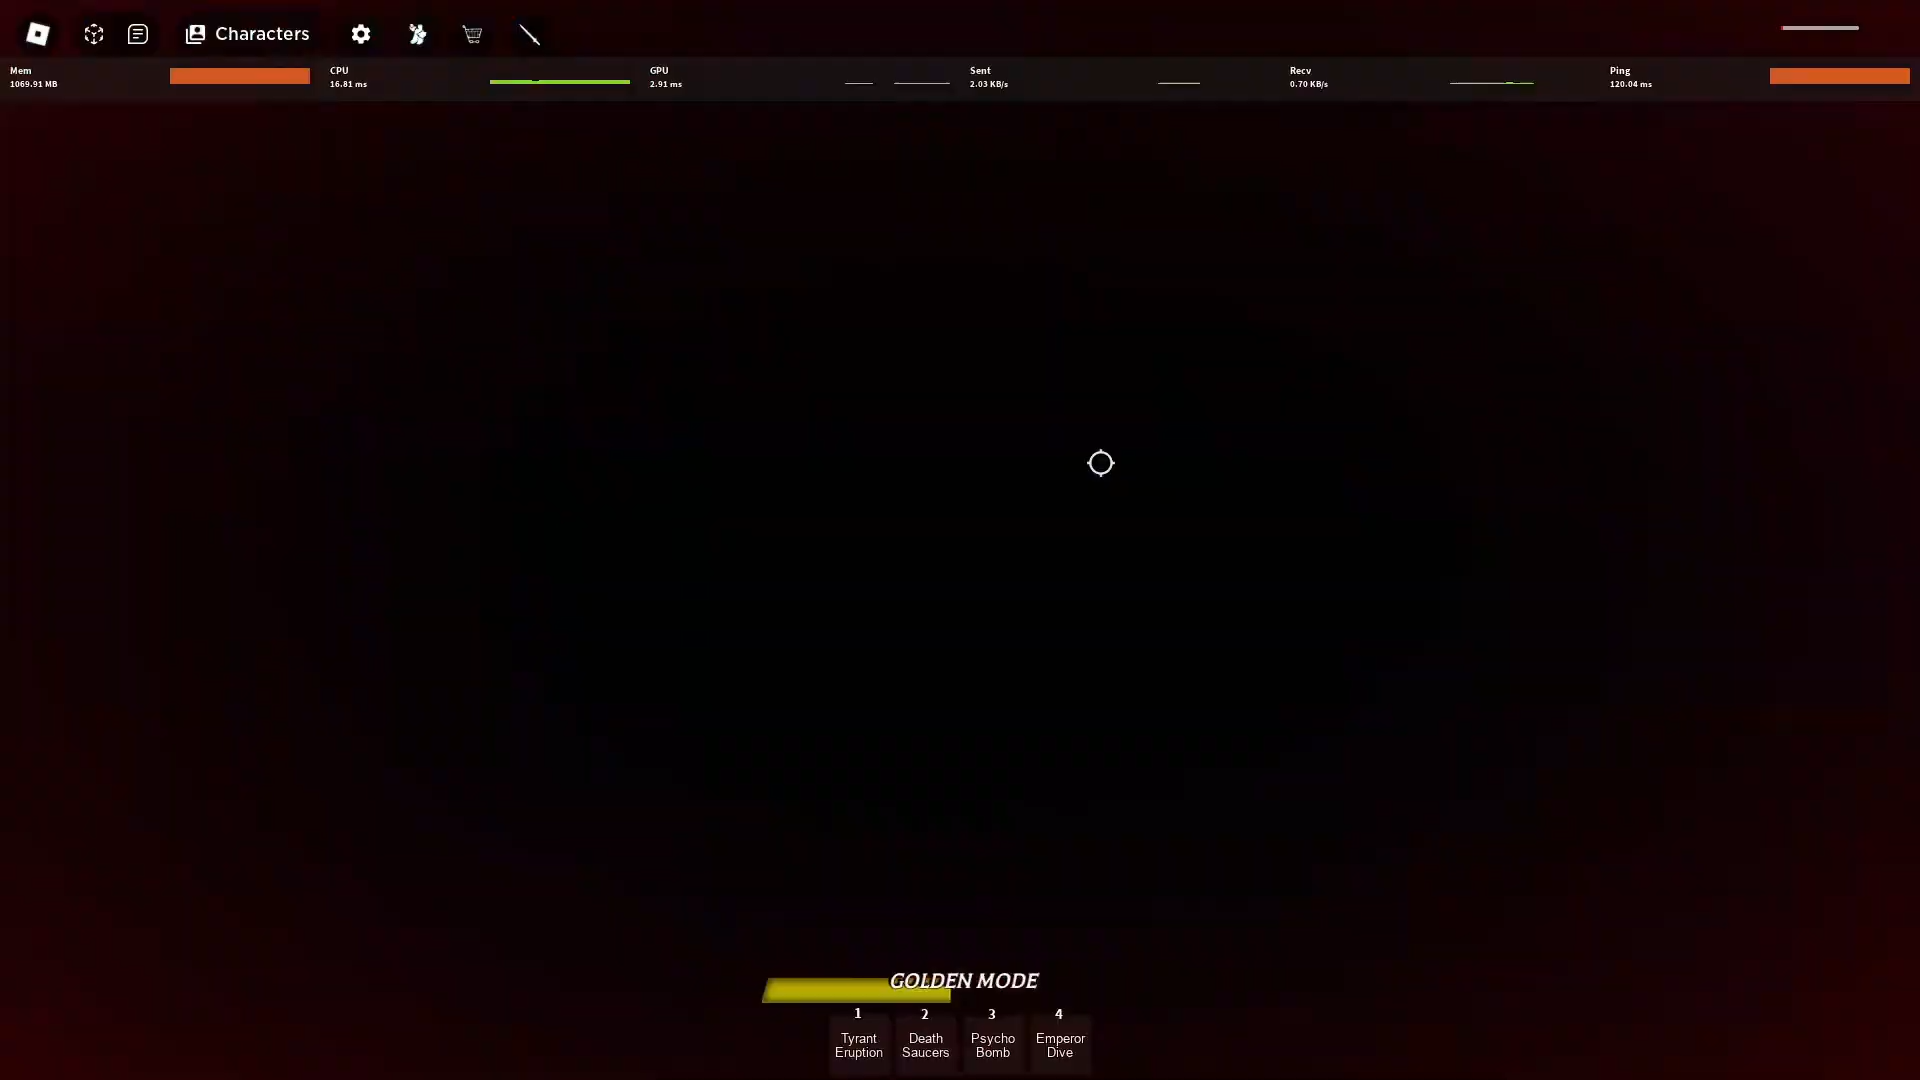 Characters
Mem
1069.91 MB
CPU
16.81 ms
GPU
2.91 ms
Sent
2.03 KB/s
Recv
0.70 KB/s
Ping
120.04 ms
GOLDEN MODE
1
Tyrant
Eruption
2
Death
Saucers
3
Psycho
Bomb
4
Emperor
Dive